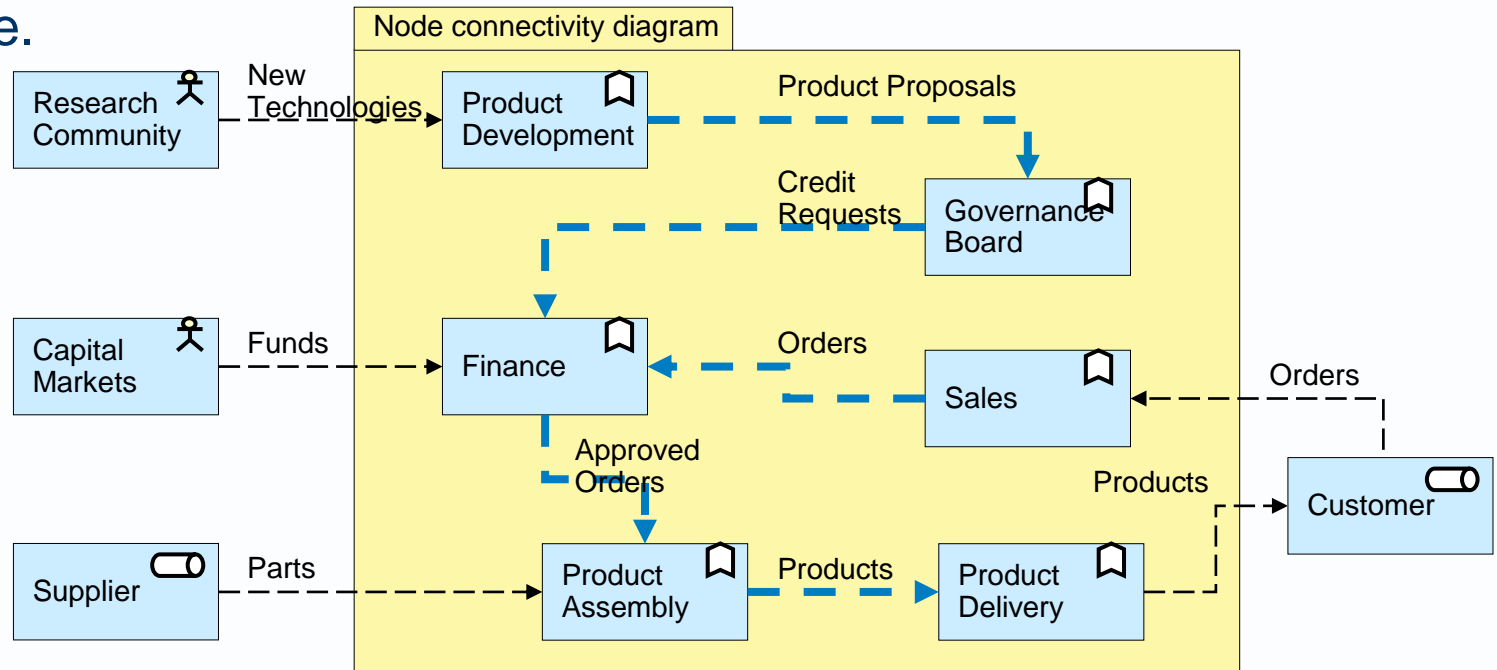 e.
Node connectivity diagram
Research
Community
New
Technologies
Product
Development
Product Proposals
Credit
Requests
Governance
Board
Capital
Markets
Funds
Finance
Orders
Sales
Orders
Approved
Orders
Products
Customer
Supplier
Parts
Product
Assembly
Products
Product
Delivery